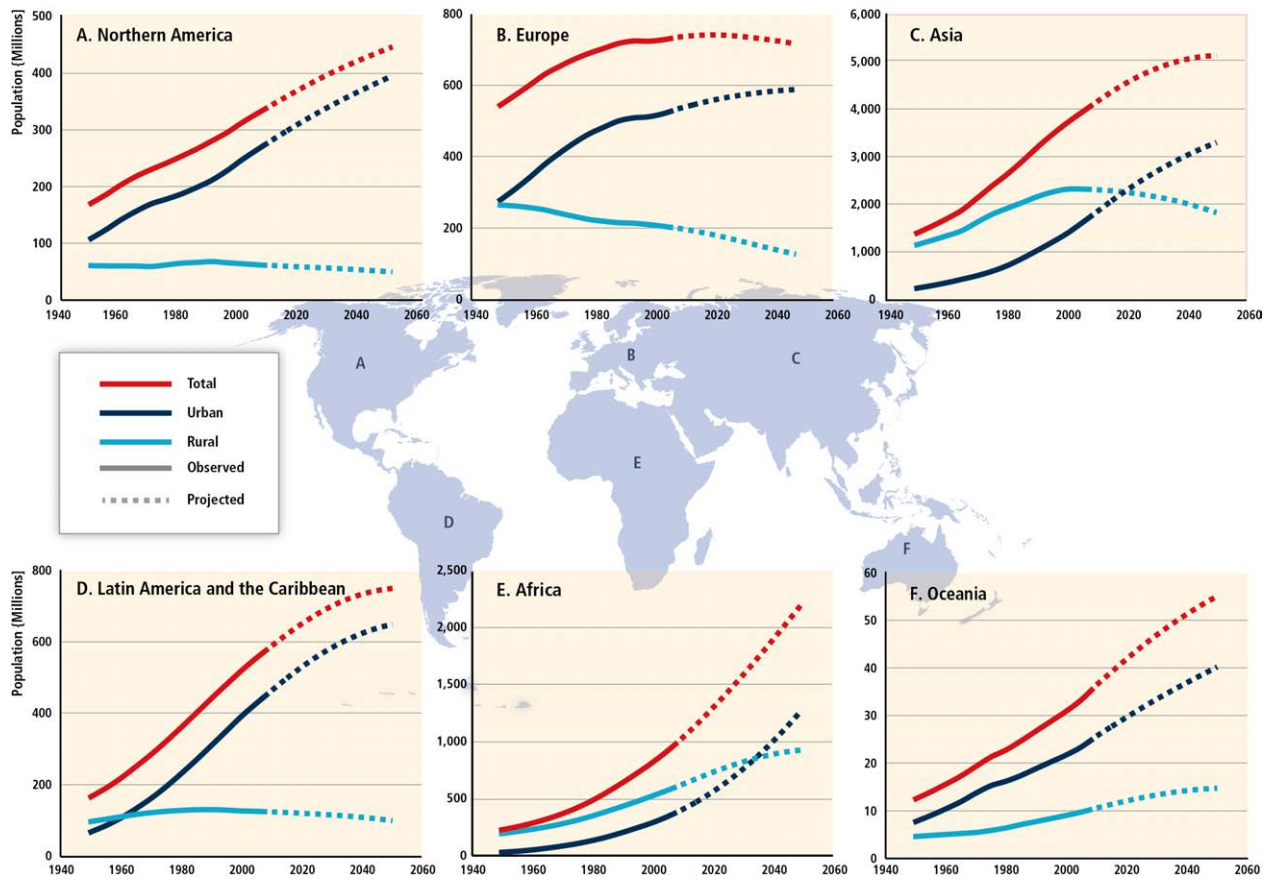 A. Northern America
Population [Millions]
500
400
300
200
100
0
1940 1960 1980 2000 2020 2040 2060
B. Europe
800
600
400
200
0
1940 1960 1980 2000 2020 2040 2060
C. Asia
6,000
5,000
4,000
3,000
2,000
1,000
0
1940 1960 1980 2000 2020 2040 2060
Total
Urban
Rural
Observed
Projected
A
B
C
D
E
F
D. Latin America and the Caribbean
Population [Millions]
800
600
400
200
0
1940 1960 1980 2000 2020 2040 2060
E. Africa
2,500
2,000
1,500
1,000
500
0
1940 1960 1980 2000 2020 2040 2060
F. Oceania
60
50
40
30
20
10
0
1940 1960 1980 2000 2020 2040 2060